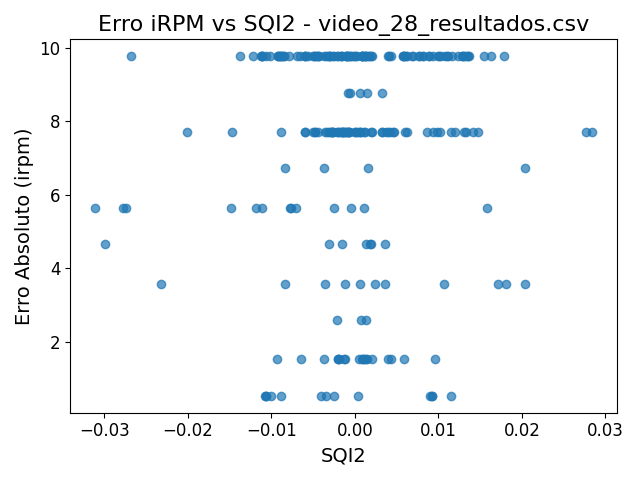 Erro iRPM vs SQI2 - video_28_resultados.csv
Erro Absoluto (irpm)
10
8
6
4
2
−0.03 −0.02 −0.01 0.00 0.01 0.02 0.03
SQI2